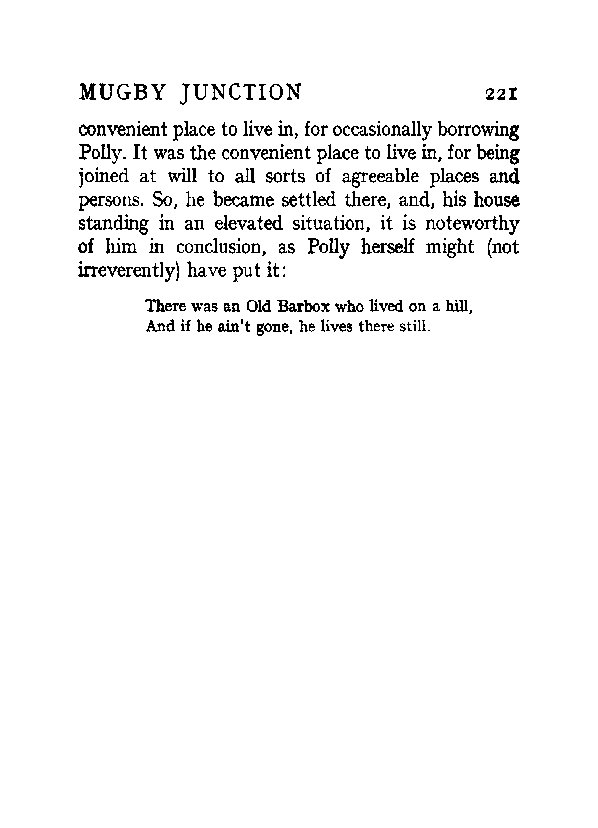 MUGBY JUNCTION 221
convenient place to live in, for occasionally borrowing
Polly. It was the convenient place to live in, for being
joined at will to all sorts of agreeable places and
persons. So, he became settled there, and, his house
standing in an elevated situation, it is noteworthy
of him in conclusion, as Polly herself might (not
irreverently) have put it:
There was an Old Barbox who lived on a hill,
And if he ain't gone, he lives there still.